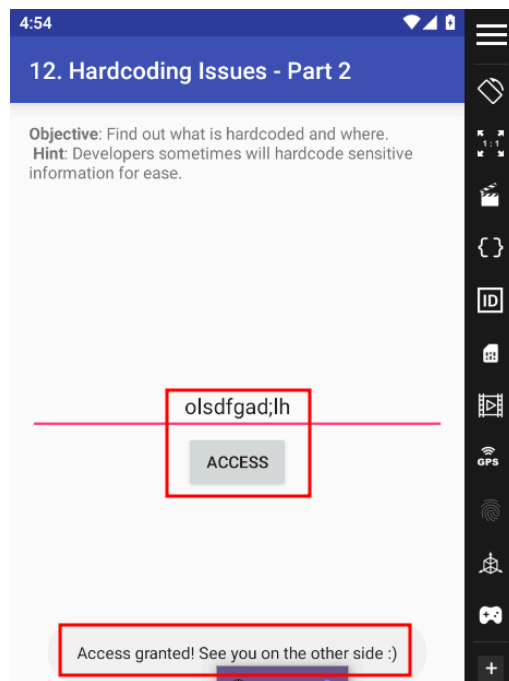 4:54
12. Hardcoding Issues - Part 2
Objective: Find out what is hardcoded and where.
Hint: Developers sometimes will hardcode sensitive
information for ease.
1:1
{}
ID
olsdfgad;lh
ACCESS
GPS
Access granted! See you on the other side :)
+